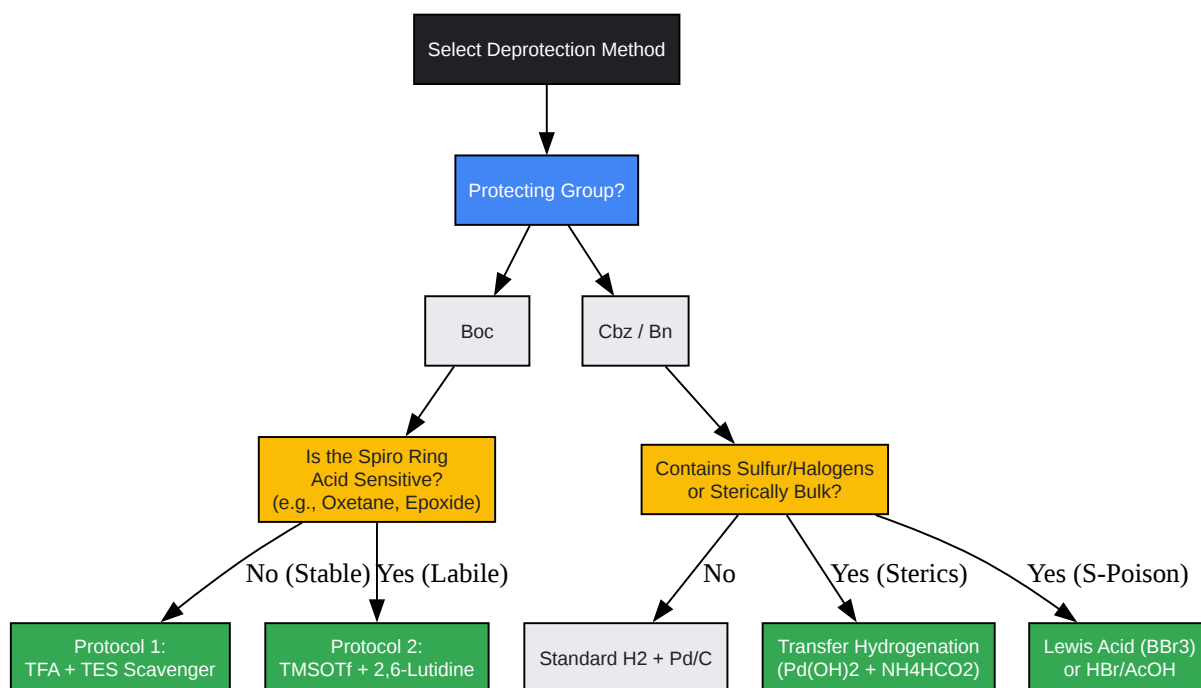 Select Deprotection Method
Protecting Group?
Boc
Cbz / Bn
Is the Spiro Ring
Acid Sensitive?
(e.g., Oxetane, Epoxide)
Contains Sulfur/Halogens
or Sterically Bulk?
No (Stable)
Yes (Labile)
No
Yes (Sterics)
Yes (S-Poison)
Protocol 1:
TFA + TES Scavenger
Protocol 2:
TMSOTf + 2,6-Lutidine
Standard H2 + Pd/C
Transfer Hydrogenation
(Pd(OH)2 + NH4HCO2)
Lewis Acid (BBr3)
or HBr/AcOH